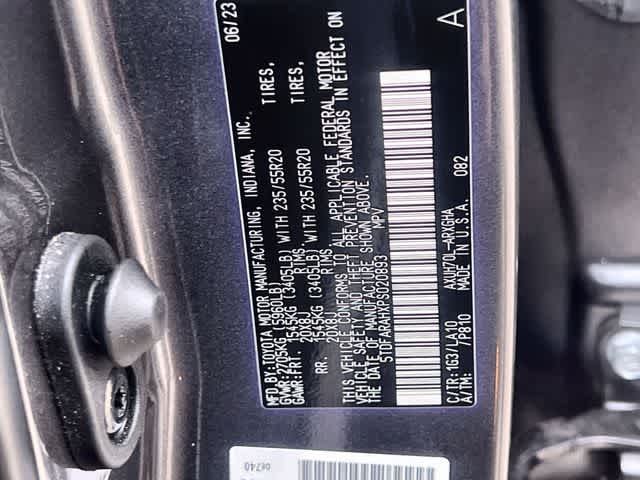 MFD.BY:TOYOTA MOTOR MANUFACTURING, INDIANA, INC. 06/23
GVWR: 2705KG (5960LB)
GAWR:FRT. 1545KG (3405LB) WITH 235/55R20 TIRES,
20X8J RIMS,
RR. 1545KG (3405LB) WITH 235/55R20 TIRES,
20X8J RIMS.
THIS VEHICLE CONFORMS TO ALL APPLICABLE FEDERAL MOTOR
VEHICLE SAFETY AND THEFT PREVENTION STANDARDS IN EFFECT ON
THE DATE OF MANUFACTURE SHOWN ABOVE.
5TDFARAHXPS020893 MPV
A
C/TR:1G3/LA10 AXUH70L-ARXGHA 082
A/TM: /P810 MADE IN U.S.A.